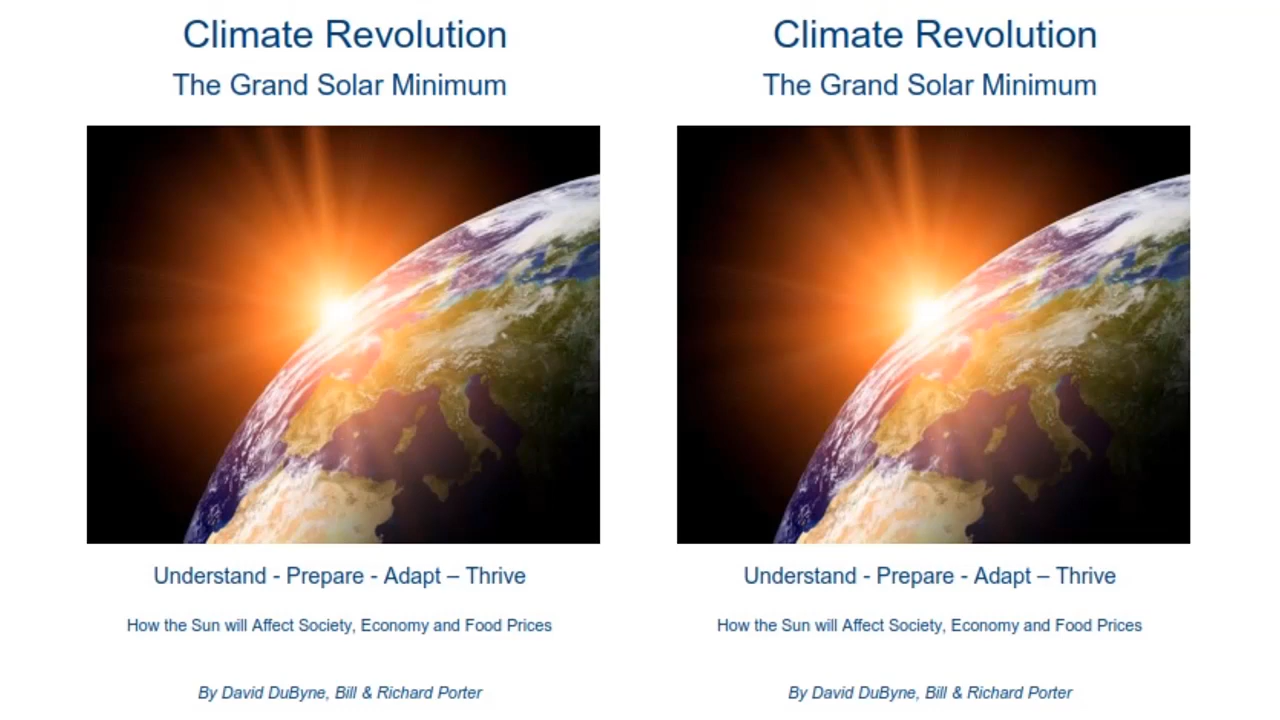 Climate Revolution
The Grand Solar Minimum
Understand - Prepare - Adapt – Thrive
How the Sun will Affect Society, Economy and Food Prices
By David DuByne, Bill & Richard Porter
Climate Revolution
The Grand Solar Minimum
Understand - Prepare - Adapt – Thrive
How the Sun will Affect Society, Economy and Food Prices
By David DuByne, Bill & Richard Porter